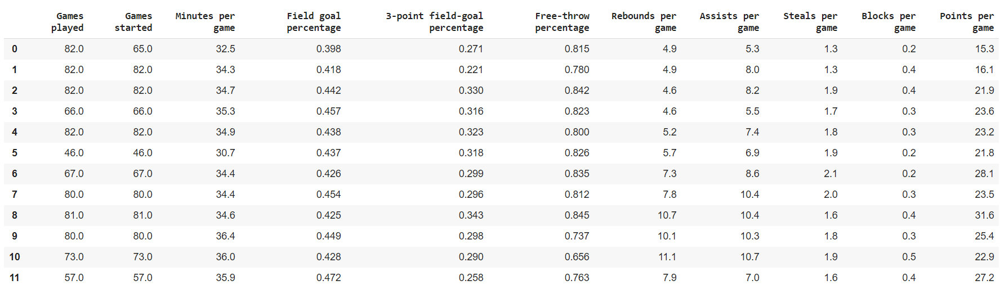 Games Games Minutes per Field goal 3-point field-goal Free-throw Rebounds per Assists per Steals per Blocks per Points per
played started game percentage percentage percentage game game game game game
0 82.0 65.0 32.5 0.398 0.271 0.815 4.9 5.3 1.3 0.2 15.3
1 82.0 82.0 34.3 0.418 0.221 0.780 4.9 8.0 1.3 0.4 16.1
2 82.0 82.0 34.7 0.442 0.330 0.842 4.6 8.2 1.9 0.4 21.9
3 66.0 66.0 35.3 0.457 0.316 0.823 4.6 5.5 1.7 0.3 23.6
4 82.0 82.0 34.9 0.438 0.323 0.800 5.2 7.4 1.8 0.3 23.2
5 46.0 46.0 30.7 0.437 0.318 0.826 5.7 6.9 1.9 0.2 21.8
6 67.0 67.0 34.4 0.426 0.299 0.835 7.3 8.6 2.1 0.2 28.1
7 80.0 80.0 34.4 0.454 0.296 0.812 7.8 10.4 2.0 0.3 23.5
8 81.0 81.0 34.6 0.425 0.343 0.845 10.7 10.4 1.6 0.4 31.6
9 80.0 80.0 36.4 0.449 0.298 0.737 10.1 10.3 1.8 0.3 25.4
10 73.0 73.0 36.0 0.428 0.290 0.656 11.1 10.7 1.9 0.5 22.9
11 57.0 57.0 35.9 0.472 0.258 0.763 7.9 7.0 1.6 0.4 27.2